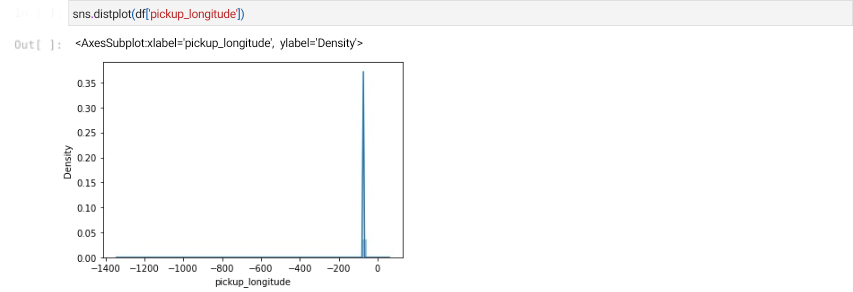 In [ ]:
sns.distplot(df['pickup_longitude'])
Out[ ]:
<AxesSubplot:xlabel='pickup_longitude', ylabel='Density'>
0.35
0.30
0.25
0.20
0.15
0.10
0.05
0.00
Density
−1400 −1200 −1000 −800 −600 −400 −200 0
pickup_longitude